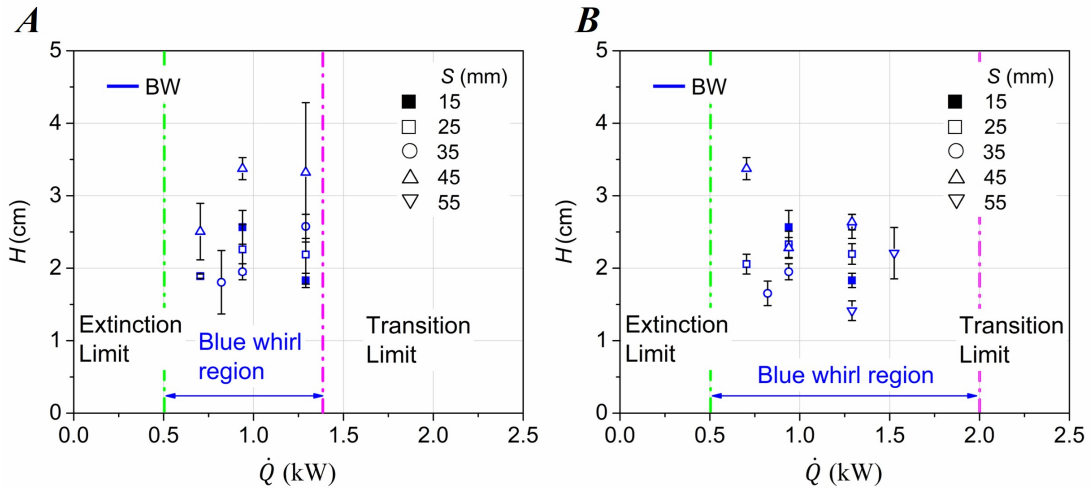 A
5
4
3
2
1
0
H (cm)
BW
S (mm)
15
25
35
45
55
Extinction
Limit
Blue whirl
region
Transition
Limit
0.0 0.5 1.0 1.5 2.0 2.5
Q̇ (kW)
B
5
4
3
2
1
0
H (cm)
BW
S (mm)
15
25
35
45
55
Extinction
Limit
Transition
Limit
Blue whirl region
0.0 0.5 1.0 1.5 2.0 2.5
Q̇ (kW)